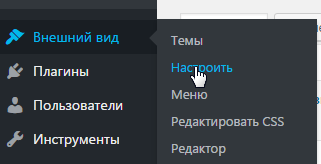 Внешний вид
Плагины
Пользователи
Инструменты
Темы
Настроить
Меню
Редактировать CSS
Редактор